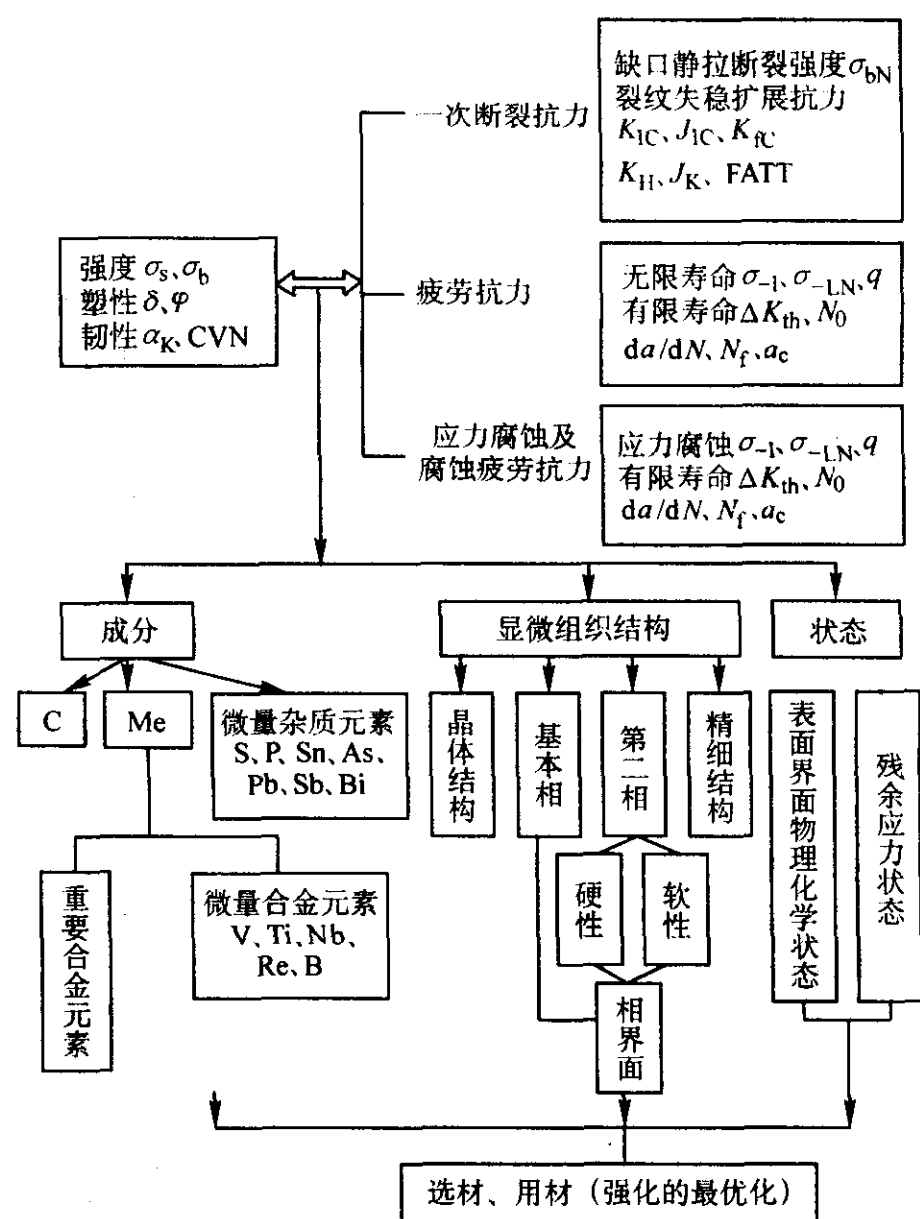 一次断裂抗力
缺口静拉断裂强度σbN
裂纹失稳扩展抗力
KIC、JIC、KfC
KH、JK、FATT
强度σs、σb
塑性δ、φ
韧性αK、CVN
疲劳抗力
无限寿命σ−1、σ−LN、q
有限寿命ΔKth、N0
da/dN、Nf、ac
应力腐蚀及
腐蚀疲劳抗力
应力腐蚀σ−1、σ−LN、q
有限寿命ΔKth、N0
da/dN、Nf、ac
成分
显微组织结构
状态
C
Me
微量杂质元素
S、P、Sn、As、
Pb、Sb、Bi
晶体结构
基本相
第二相
精细结构
表面界面物理化学状态
残余应力状态
重要合金元素
微量合金元素
V、Ti、Nb、
Re、B
硬性
软性
相界面
选材、用材（强化的最优化）